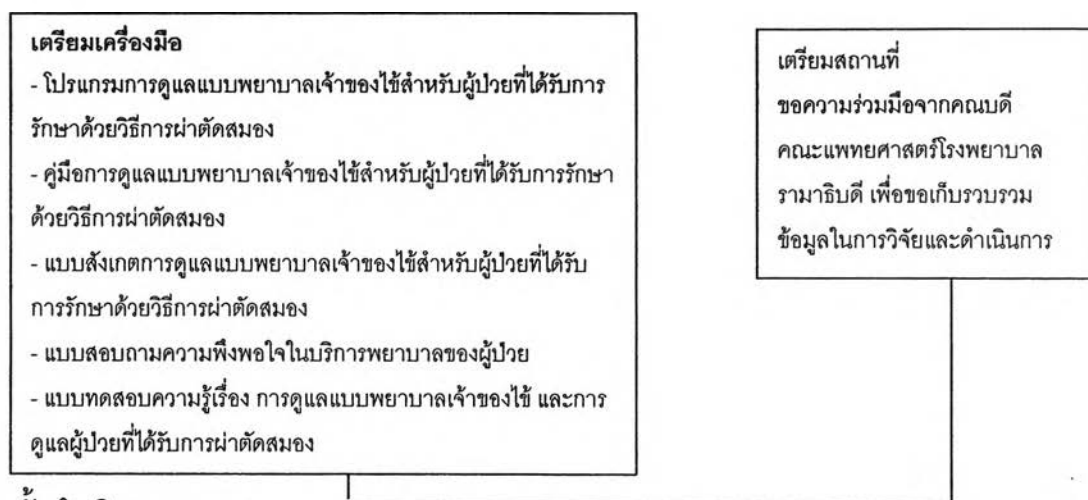 เตรียมเครื่องมือ
- โปรแกรมการดูแลแบบพยาบาลเจ้าของไข้สำหรับผู้ป่วยที่ได้รับการ
รักษาด้วยวิธีการผ่าตัดสมอง
- คู่มือการดูแลแบบพยาบาลเจ้าของไข้สำหรับผู้ป่วยที่ได้รับการรักษา
ด้วยวิธีการผ่าตัดสมอง
- แบบสังเกตการดูแลแบบพยาบาลเจ้าของไข้สำหรับผู้ป่วยที่ได้รับ
การรักษาด้วยวิธีการผ่าตัดสมอง
- แบบสอบถามความพึงพอใจในบริการพยาบาลของผู้ป่วย
- แบบทดสอบความรู้เรื่อง การดูแลแบบพยาบาลเจ้าของไข้ และการ
ดูแลผู้ป่วยที่ได้รับการผ่าตัดสมอง
เตรียมสถานที่
ขอความร่วมมือจากคณบดี
คณะแพทยศาสตร์โรงพยาบาล
รามาธิบดี เพื่อขอเก็บรวบรวม
ข้อมูลในการวิจัยและดำเนินการ